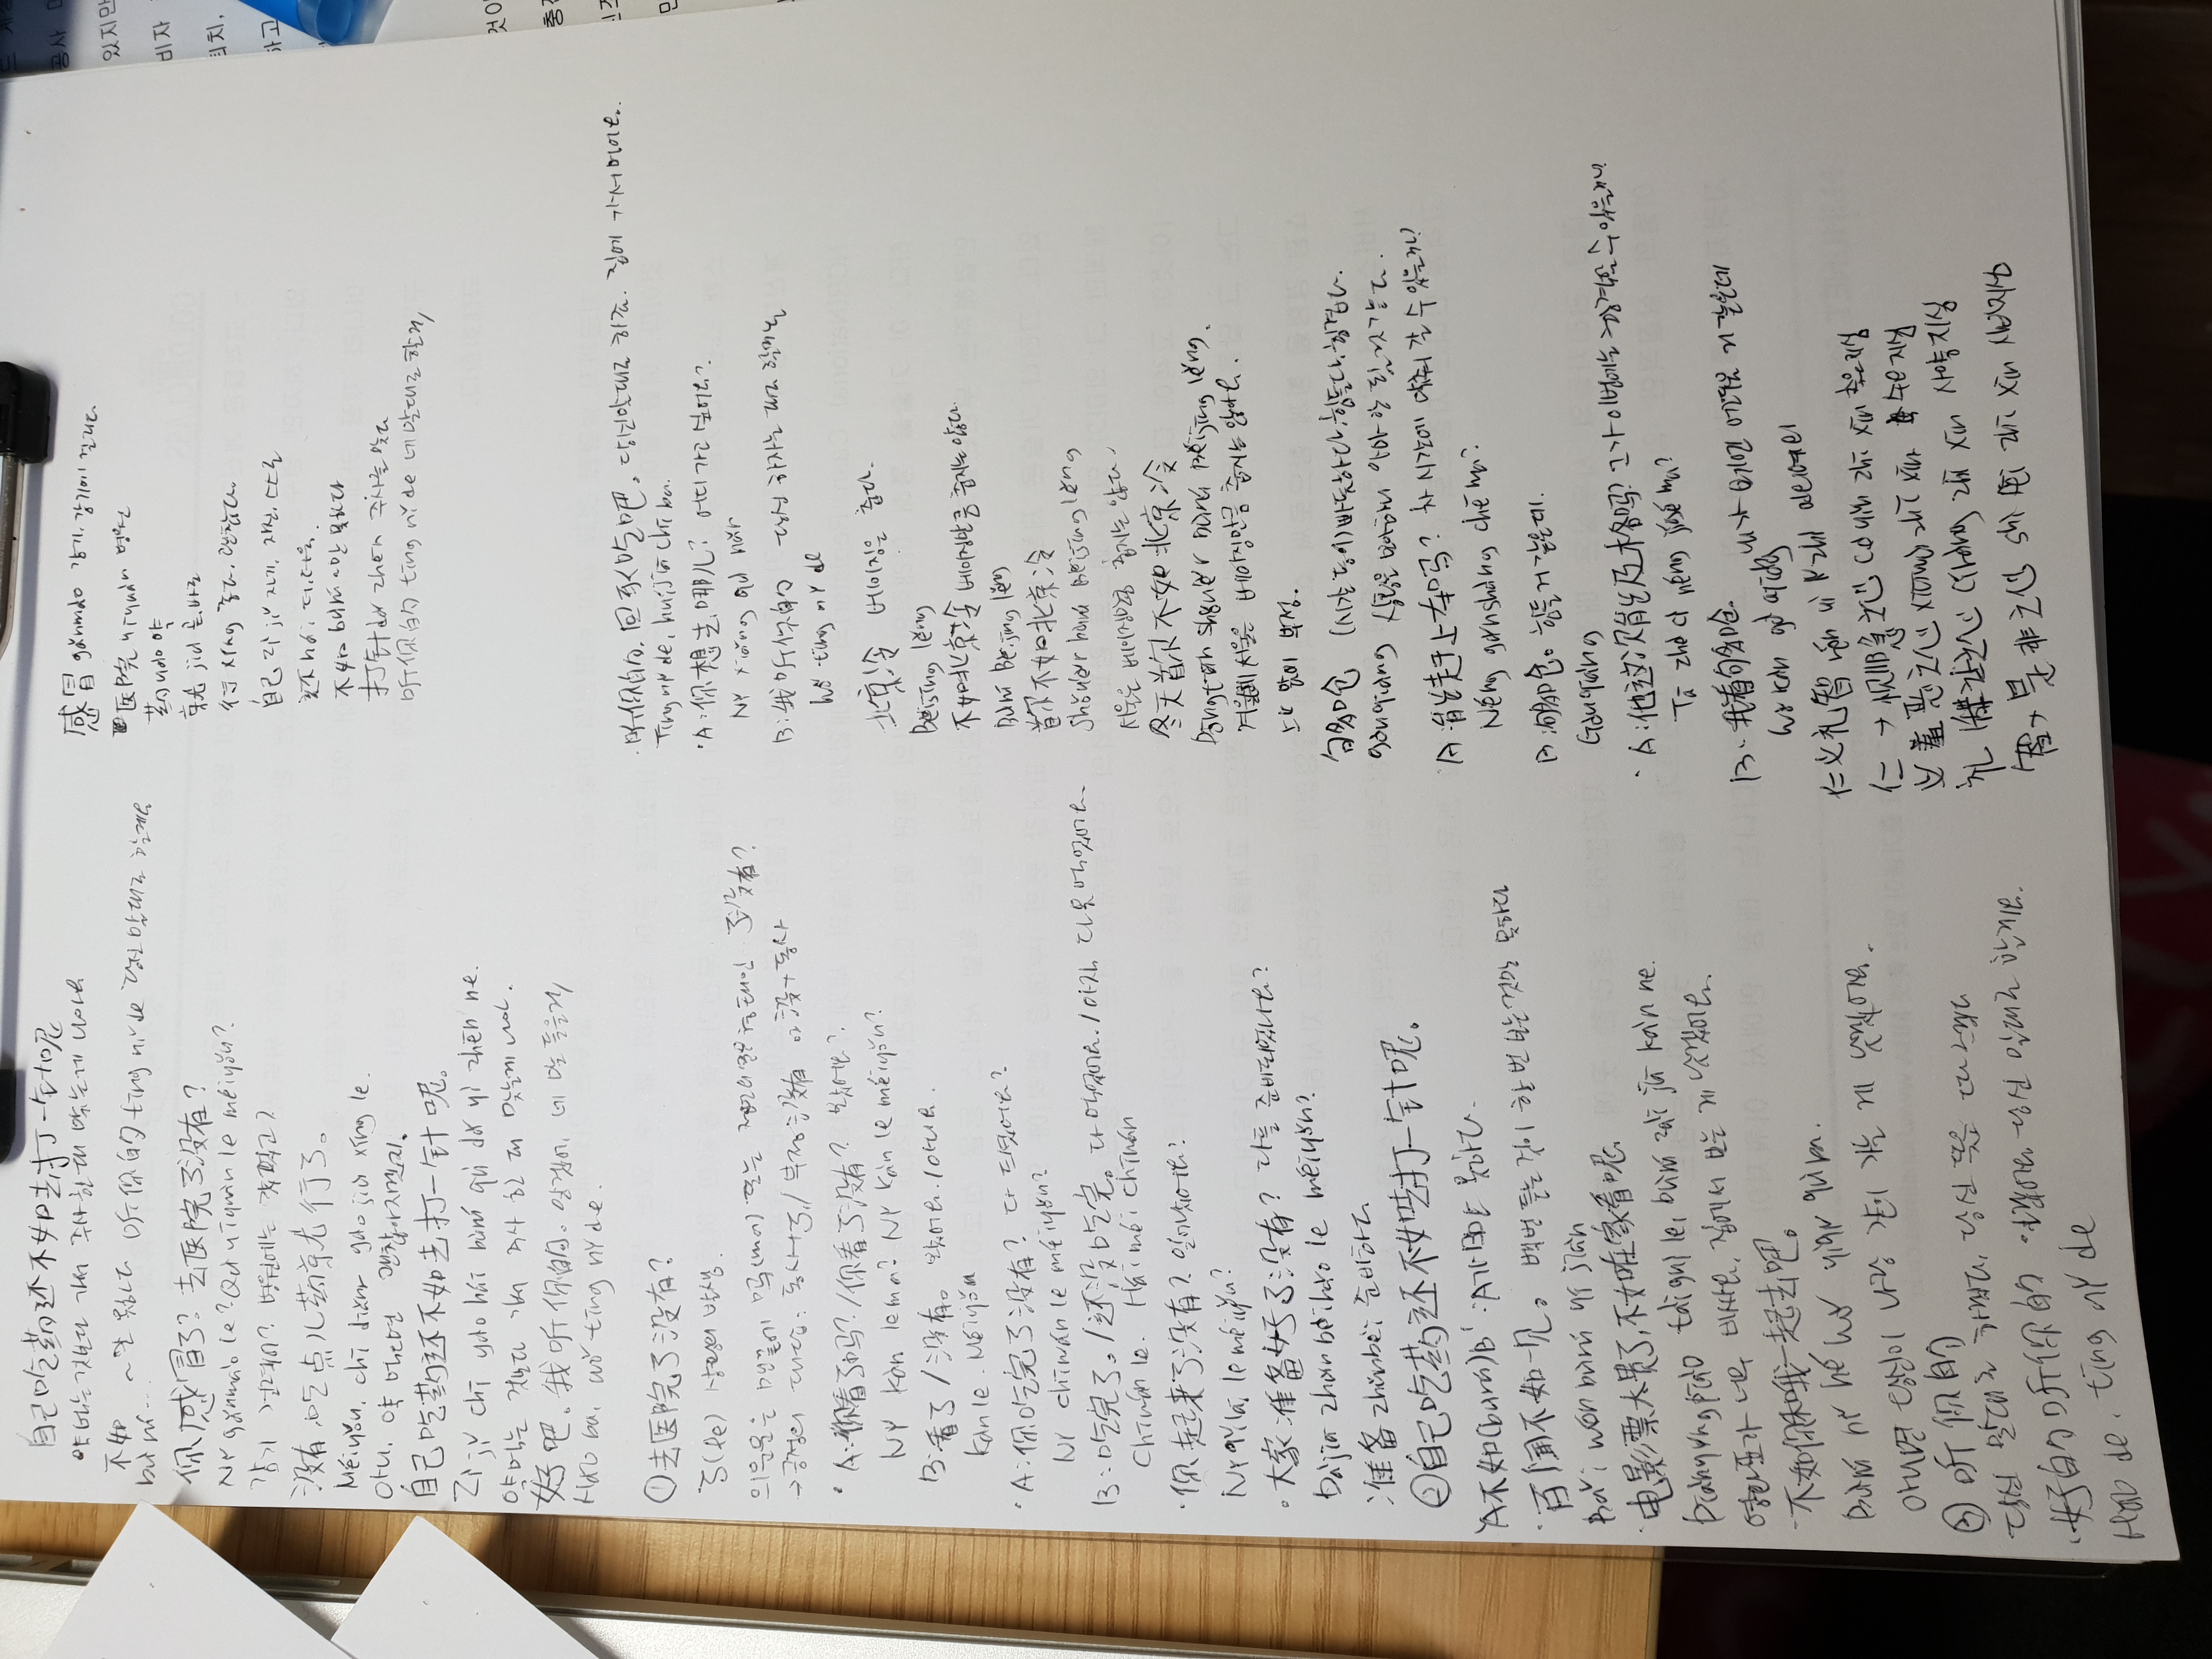 自己吃药还不如去打一针呢
약 먹는 것보다 가서 주사 한 대 맞는게 나아요
不如 ~만 못하다 听你的 tīng nǐ de 당신 말대로 할게요
bùrú...
你感冒了? 去医院了没有?
Nǐ gǎnmào le? Qù yīyuàn le méiyǒu?
감기 걸렸어? 병원에는 갔었고?
没有, 吃点儿药就行了。
Méiyǒu, chī diǎnr yào jiù xíng le.
아니, 약 먹으면 괜찮아지겠지.
自己吃药还不如去打一针呢。
Zì jǐ chī yào hái bùrú qù dǎ yì zhēn ne.
약먹는 것보다 가서 주사 한 대 맞는게 나아.
好吧。我听你的。알겠어, 네 말 들을게
Hǎo ba, wǒ tīng nǐ de.
①去医院了没有?
了(le) 상황의 발생.
의문문은 문장 끝에 吗(ma) 또는 정반의문문 형태인 了没有?
→긍정의 대답: 동사+了 / 부정:没有 or 没+동사
·A:你看了吗? /你看了没有? 봤어요?
Nǐ kàn le ma? Nǐ kàn le méiyǒu?
B:看了 /没有。 봤어요. /아니요.
Kàn le. Méiyǒu
·A:你吃完了没有? 다 드셨어요?
Nǐ chīwán le méiyǒu?
B:吃完了。/还没吃完。다 먹었어요. /아직 다 못 먹었어요.
Chīwán le. Hái méi chīwán
·你起来了没有? 일어났어요?
Nǐ qǐlái le méiyǒu?
·大家准备好了没有? 다들 준비되었나요?
Dàjiā zhǔnbèihǎo le méiyǒu?
准备 zhǔnbèi 준비하다
②自己吃药还不如去打一针呢。
'A不如(bùrú)B' :A가 B만 못하다.
·百闻不如一见。 백번 듣는 것이 한 번 보는 것만 못하다
Bǎi wén bùrú yí jiàn
·电影票太贵了, 不如在家看呢
Diànyǐngpiào tài guì le, bùrú zài jiā kàn ne.
영화표가 너무 비싸요, 집에서 보는 게 낫겠어요.
·不如你和我一起去吧。
Bùrú nǐ hé wǒ yìqǐ qù ba.
아니면 당신이 나랑 같이 가는 게 낫겠어요.
③ 听你的
당신 말대로 하겠다, 당신 뜻을 따르겠다
·好的 听你的 알겠어요 당신 말대로 할게요.
Hǎo de. tīng nǐ de
感冒 gǎnmào 감기, 감기에 걸리다.
医院 yīyuàn 병원
药 yào 약
就 jiù 곧, 바로
行 xíng 좋다, 괜찮다.
自己 zì jǐ 자기, 자신, 스스로
还 hái 더, 더욱.
不如 bùrú ~만 못하다
打针 dǎ zhēn 주사를 맞다
听你的 tīng nǐ de 네 말대로 할게
·听你的, 回家吃吧。당신말대로 하죠. 집에 가서 먹어요.
Tīng nǐ de, huíjiā chī ba.
·A:你想去哪儿? 어디 가고 싶어요?
Nǐ xiǎng qù nǎr
B:我听你的 당신 하자는 대로 할게요
Wǒ tīng nǐ de
北京冷 베이징은 춥다.
Běijīng lěng
不如北京冷 베이징만큼 춥지는 않다.
Bùrú Běijīng lěng
首尔不如北京冷
Shǒu'ěr bùrú Běijīng lěng
서울은 베이징만큼 춥지는 않다.
冬天首尔不如北京冷
Dōngtiān Shǒu'ěr bùrú Běijīng lěng.
겨울에 서울은 베이징만큼 춥지는 않아요.
够呛 (시간 등이) 빠듯하다, 힘들다, 힘겹다.
gòuqiàng 상황을 보아하니 아마 안 될 것 같다.
A:能赶上车吗? 차 시간에 맞춰 갈 수 있을까?
Néng gǎnshàng chē ma?
B:够呛。힘들 거 같은데.
Gòuqiàng
·A:他这次能及格吗? 그가 이번에는 합격할 수 있을까?
Tā zhè cì néng jígé ma?
B:我看够呛。
Wǒ kàn gòuqiàng 내가 보기엔 어려울 거 같은데
仁义礼智 rén yì lǐ zhì 인의예지
仁 → 恻隐之心 cè yǐn zhī xīn 측은지심
义 羞恶之心 xiūwù zhī xīn 수오지심
礼 辞让之心 círàng zhī xīn 사양지심
智→是非之心 shì fēi zhī xīn 시비지심